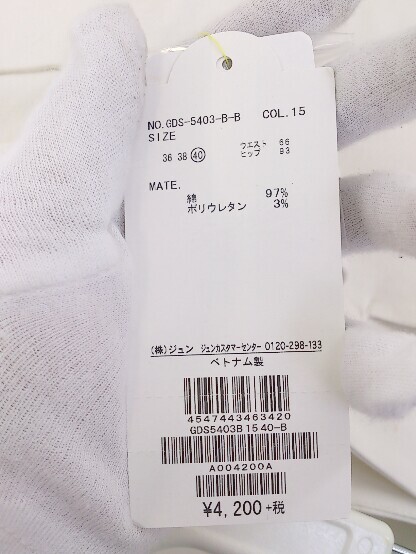 NO.GDS-5403-B-B COL.15
SIZE
36 38 40 ウエスト 66
ヒップ 93
MATE.
綿 97%
ポリウレタン 3%
(株)ジュン ジュンカスタマーセンター 0120-298-133
ベトナム製
4547443463420
GDS5403B1540-B
A004200A
¥4,200+税